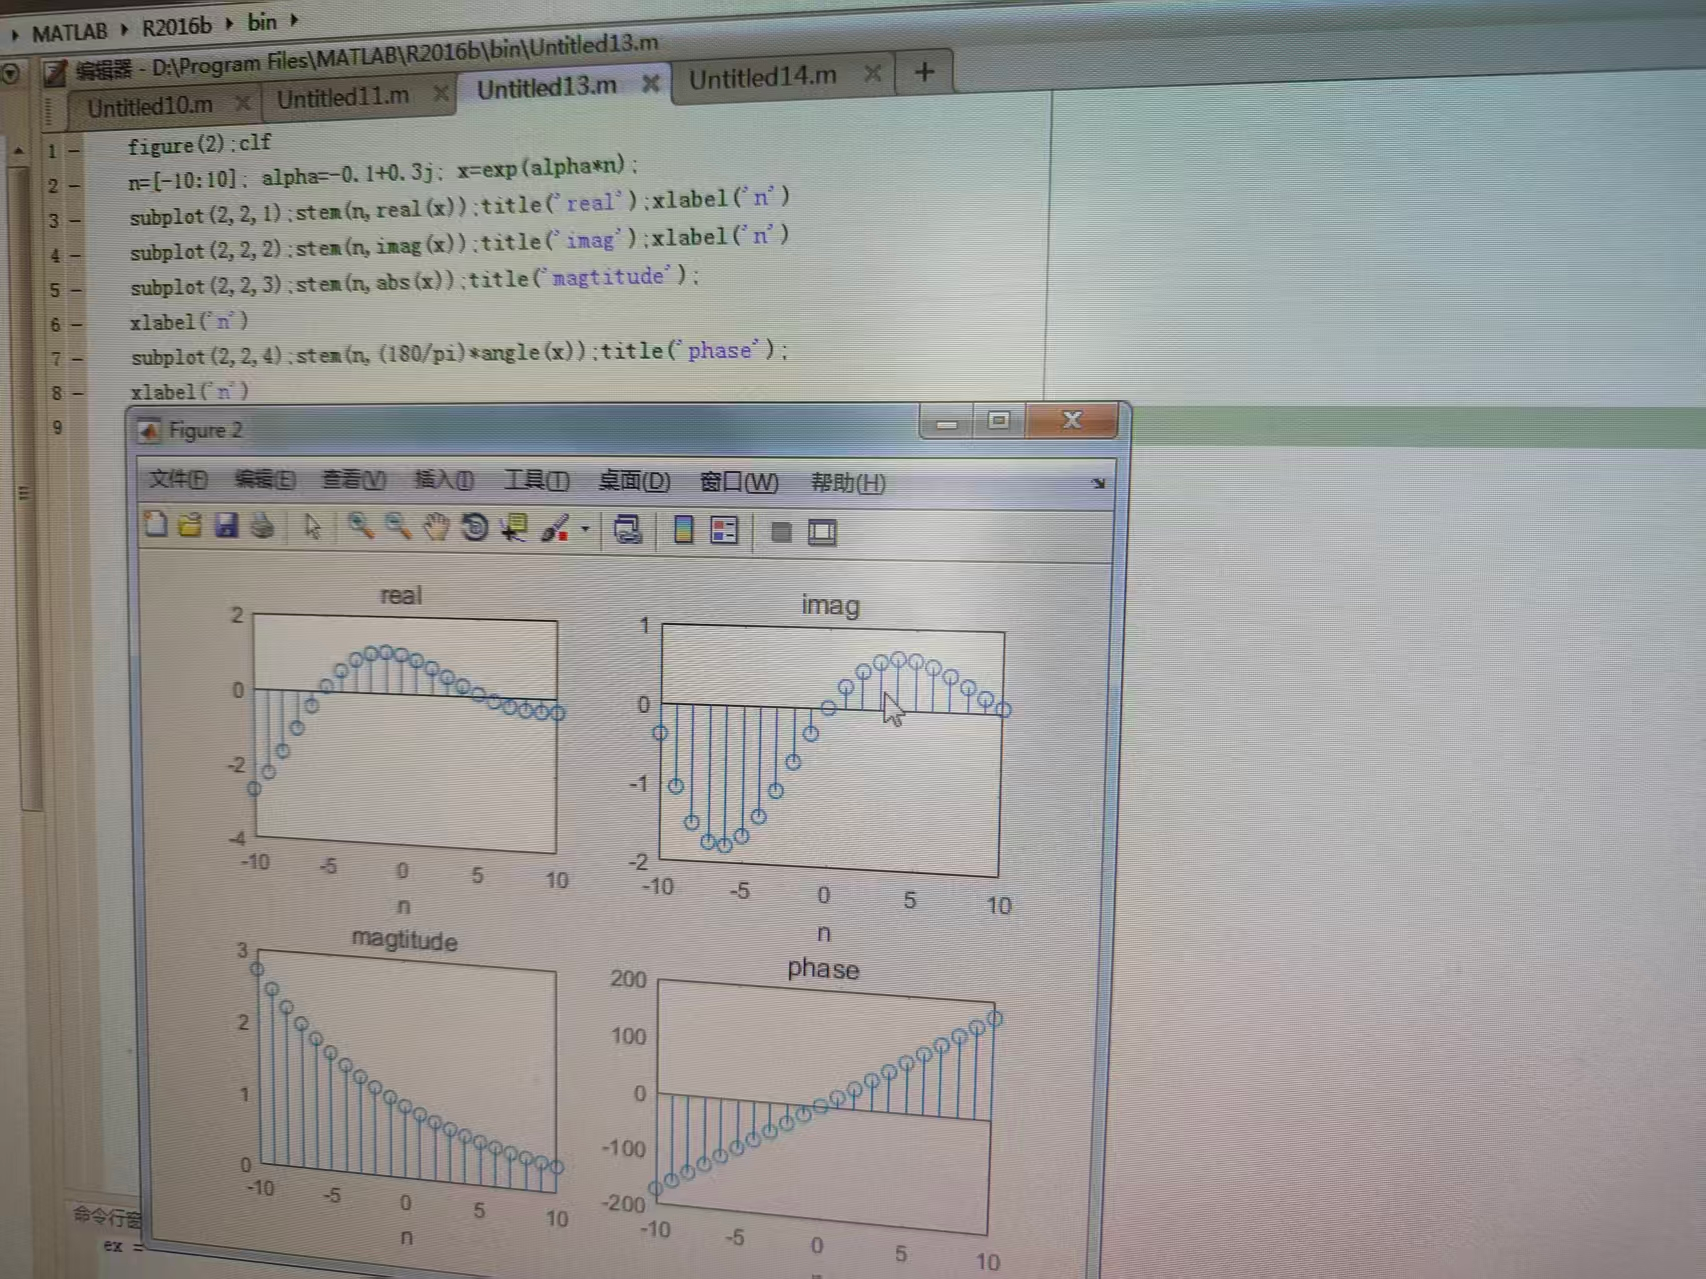 MATLAB R2016b bin
编辑器 - D:\Program Files\MATLAB\R2016b\bin\Untitled13.m
Untitled10.m Untitled11.m Untitled13.m Untitled14.m +
1 - figure(2);clf
2 - n=[-10:10]; alpha=-0.1+0.3j; x=exp(alpha*n);
3 - subplot(2,2,1);stem(n,real(x));title('real');xlabel('n')
4 - subplot(2,2,2);stem(n,imag(x));title('imag');xlabel('n')
5 - subplot(2,2,3);stem(n,abs(x));title('magtitude');
6 - xlabel('n')
7 - subplot(2,2,4);stem(n,(180/pi)*angle(x));title('phase');
8 - xlabel('n')
9
Figure 2
文件(F) 编辑(E) 查看(V) 插入(I) 工具(T) 桌面(D) 窗口(W) 帮助(H)
real
2
0
-2
-4
-10 -5 0 5 10
n
imag
1
0
-1
-2
-10 -5 0 5 10
n
magtitude
3
2
1
0
-10 -5 0 5 10
n
phase
200
100
0
-100
-200
-10 -5 0 5 10
命令行窗
ex =